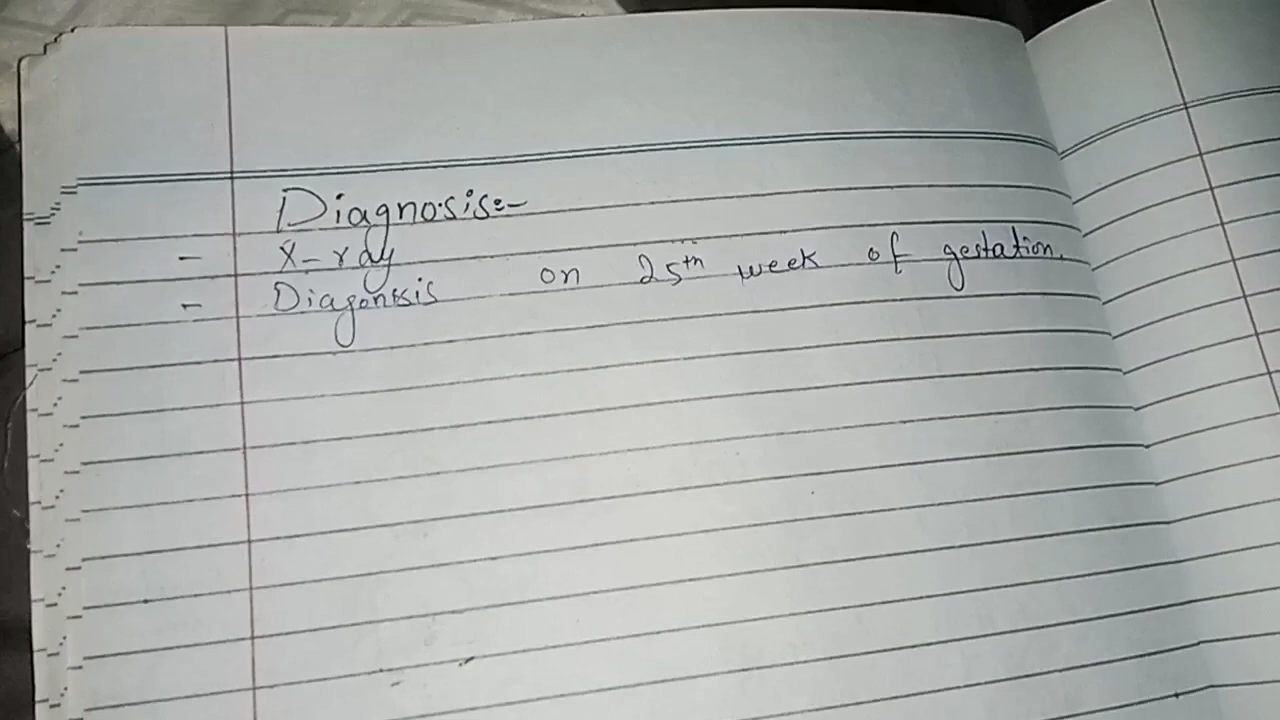 Diagnosis:-
- X-ray
- Diagonsis on 25th week of gestation.